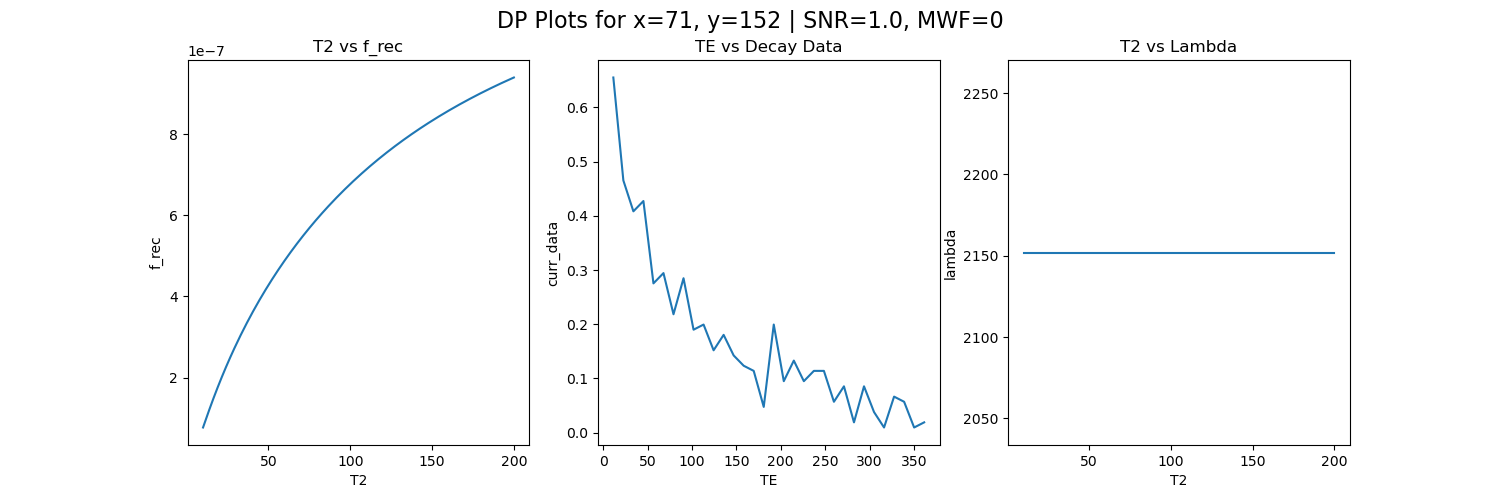 DP Plots for x=71, y=152 | SNR=1.0, MWF=0
T2 vs f_rec
1e−7
8
6
4
2
f_rec
50
100
150
200
T2
TE vs Decay Data
0.6
0.5
0.4
0.3
0.2
0.1
0.0
curr_data
0
50
100
150
200
250
300
350
TE
T2 vs Lambda
2250
2200
2150
2100
2050
lambda
50
100
150
200
T2